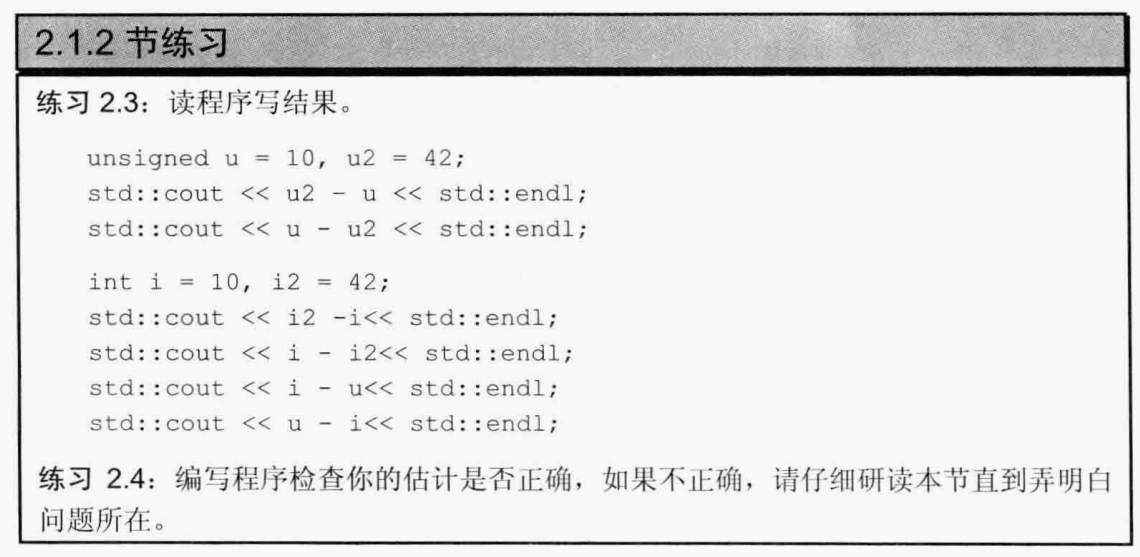 2.1.2 节练习
练习 2.3：读程序写结果。
unsigned u = 10, u2 = 42;
std::cout << u2 - u << std::endl;
std::cout << u - u2 << std::endl;
int i = 10, i2 = 42;
std::cout << i2 -i<< std::endl;
std::cout << i - i2<< std::endl;
std::cout << i - u<< std::endl;
std::cout << u - i<< std::endl;
练习 2.4：编写程序检查你的估计是否正确，如果不正确，请仔细研读本节直到弄明白
问题所在。